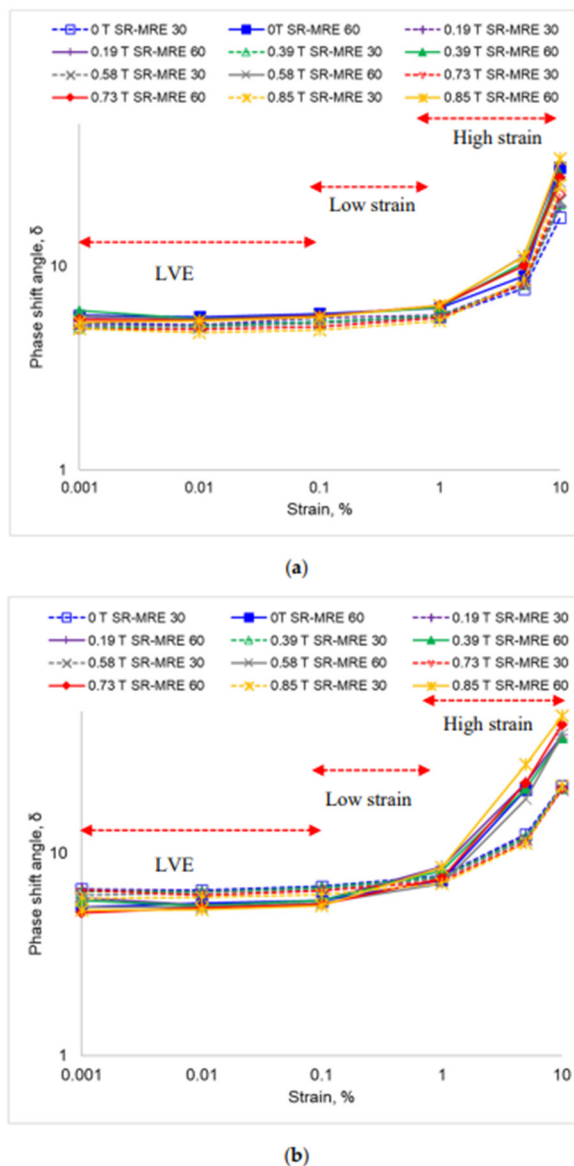 0 T SR-MRE 30 0T SR-MRE 60 0.19 T SR-MRE 30
0.19 T SR-MRE 60 0.39 T SR-MRE 30 0.39 T SR-MRE 60
0.58 T SR-MRE 30 0.58 T SR-MRE 60 0.73 T SR-MRE 30
0.73 T SR-MRE 60 0.85 T SR-MRE 30 0.85 T SR-MRE 60
High strain
Low strain
LVE
Phase shift angle, δ
10
1
0.001 0.01 0.1 1 10
Strain, %
(a)
0 T SR-MRE 30 0T SR-MRE 60 0.19 T SR-MRE 30
0.19 T SR-MRE 60 0.39 T SR-MRE 30 0.39 T SR-MRE 60
0.58 T SR-MRE 30 0.58 T SR-MRE 60 0.73 T SR-MRE 30
0.73 T SR-MRE 60 0.85 T SR-MRE 30 0.85 T SR-MRE 60
High strain
Low strain
LVE
Phase shift angle, δ
10
1
0.001 0.01 0.1 1 10
Strain, %
(b)